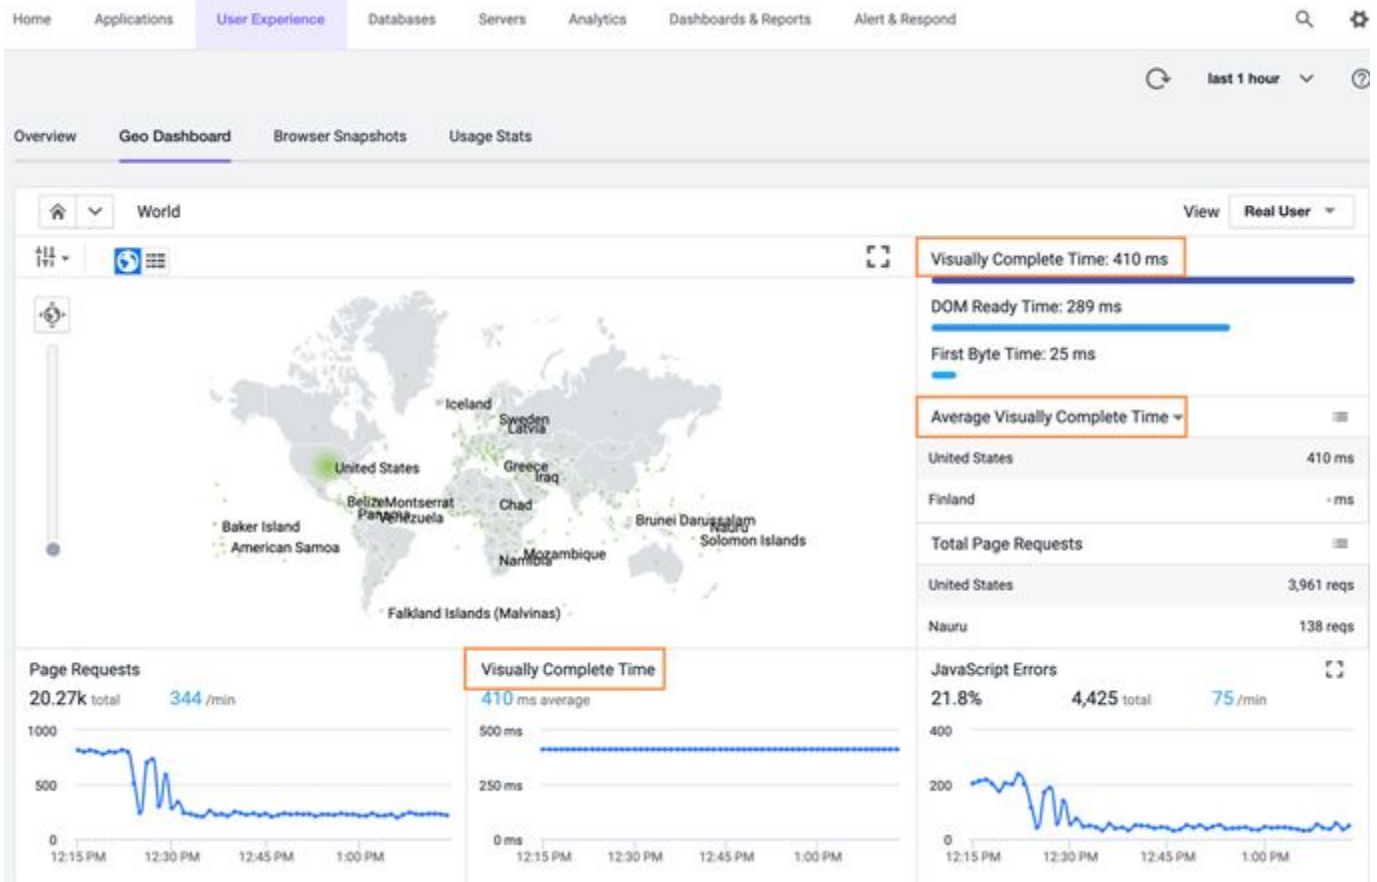 Home Applications User Experience Databases Servers Analytics Dashboards & Reports Alert & Respond
last 1 hour
Overview Geo Dashboard Browser Snapshots Usage Stats
World
View Real User
Visually Complete Time: 410 ms
DOM Ready Time: 289 ms
First Byte Time: 25 ms
Average Visually Complete Time
United States 410 ms
Finland - ms
Total Page Requests
United States 3,961 reqs
Nauru 138 reqs
Iceland
Sweden
Latvia
United States
Greece
Iraq
Belize Montserrat
Panama Venezuela
Chad
Baker Island
American Samoa
Brunei Darussalam
Nauru
Solomon Islands
Mozambique
Namibia
Falkland Islands (Malvinas)
Page Requests
20.27k total 344 /min
1000
500
0
12:15 PM 12:30 PM 12:45 PM 1:00 PM
Visually Complete Time
410 ms average
500 ms
250 ms
0 ms
12:15 PM 12:30 PM 12:45 PM 1:00 PM
JavaScript Errors
21.8% 4,425 total 75 /min
400
200
0
12:15 PM 12:30 PM 12:45 PM 1:00 PM